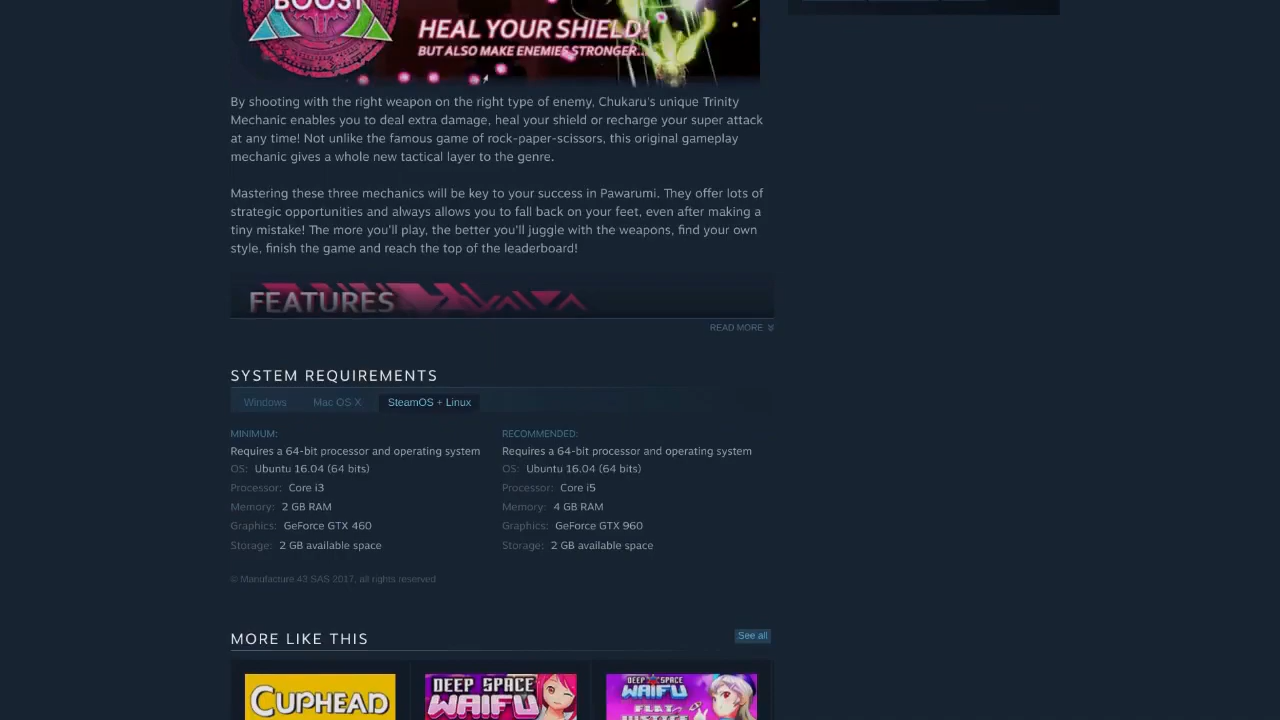 BOOST
HEAL YOUR SHIELD!
BUT ALSO MAKE ENEMIES STRONGER...
By shooting with the right weapon on the right type of enemy, Chukaru's unique Trinity
Mechanic enables you to deal extra damage, heal your shield or recharge your super attack
at any time! Not unlike the famous game of rock-paper-scissors, this original gameplay
mechanic gives a whole new tactical layer to the genre.
Mastering these three mechanics will be key to your success in Pawarumi. They offer lots of
strategic opportunities and always allows you to fall back on your feet, even after making a
tiny mistake! The more you'll play, the better you'll juggle with the weapons, find your own
style, finish the game and reach the top of the leaderboard!
FEATURES
READ MORE
SYSTEM REQUIREMENTS
Windows Mac OS X SteamOS + Linux
MINIMUM:
Requires a 64-bit processor and operating system
OS: Ubuntu 16.04 (64 bits)
Processor: Core i3
Memory: 2 GB RAM
Graphics: GeForce GTX 460
Storage: 2 GB available space
RECOMMENDED:
Requires a 64-bit processor and operating system
OS: Ubuntu 16.04 (64 bits)
Processor: Core i5
Memory: 4 GB RAM
Graphics: GeForce GTX 960
Storage: 2 GB available space
© Manufacture 43 SAS 2017, all rights reserved
MORE LIKE THIS
See all
CUPHEAD
DEEP SPACE
WAIFU
DEEP SPACE
WAIFU
FLAT
JUSTICE